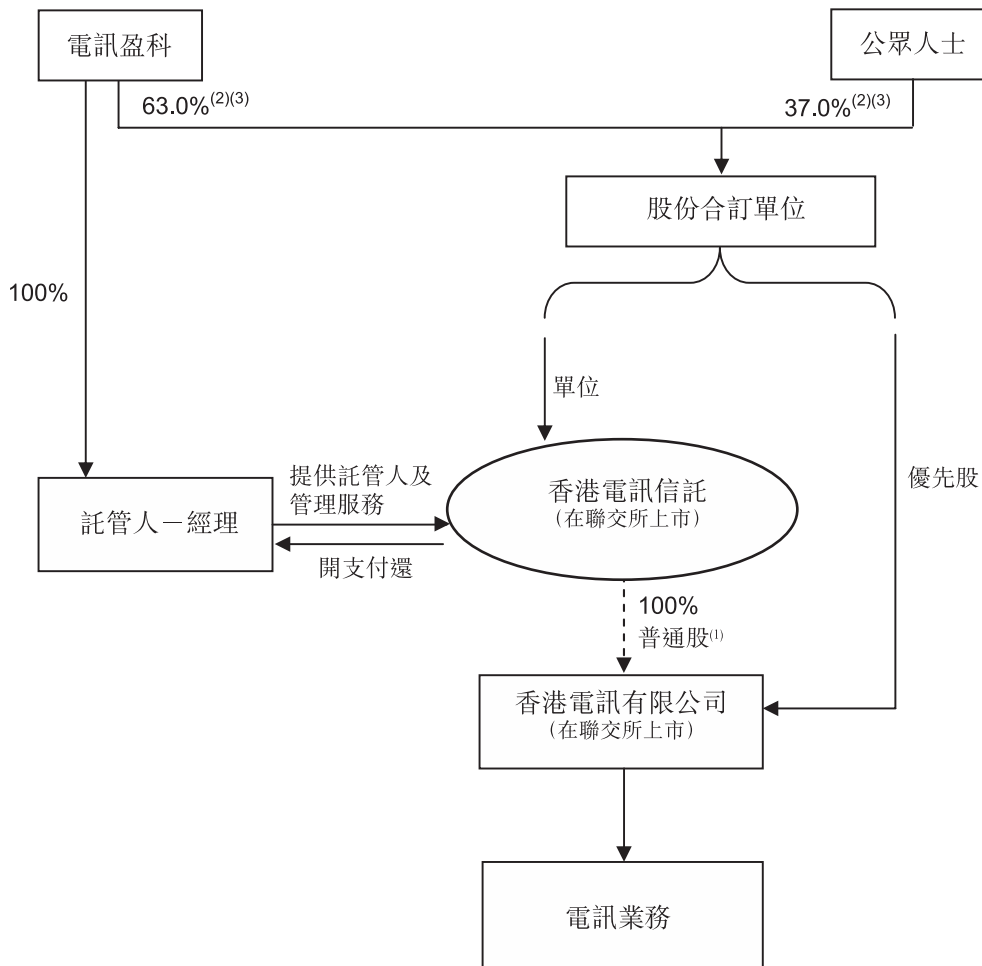 電訊盈科
公眾人士
63.0%(2)(3)
37.0%(2)(3)
股份合訂單位
100%
單位
優先股
提供託管人及
管理服務
託管人－經理
香港電訊信託
(在聯交所上市)
開支付還
100%
普通股(1)
香港電訊有限公司
(在聯交所上市)
電訊業務